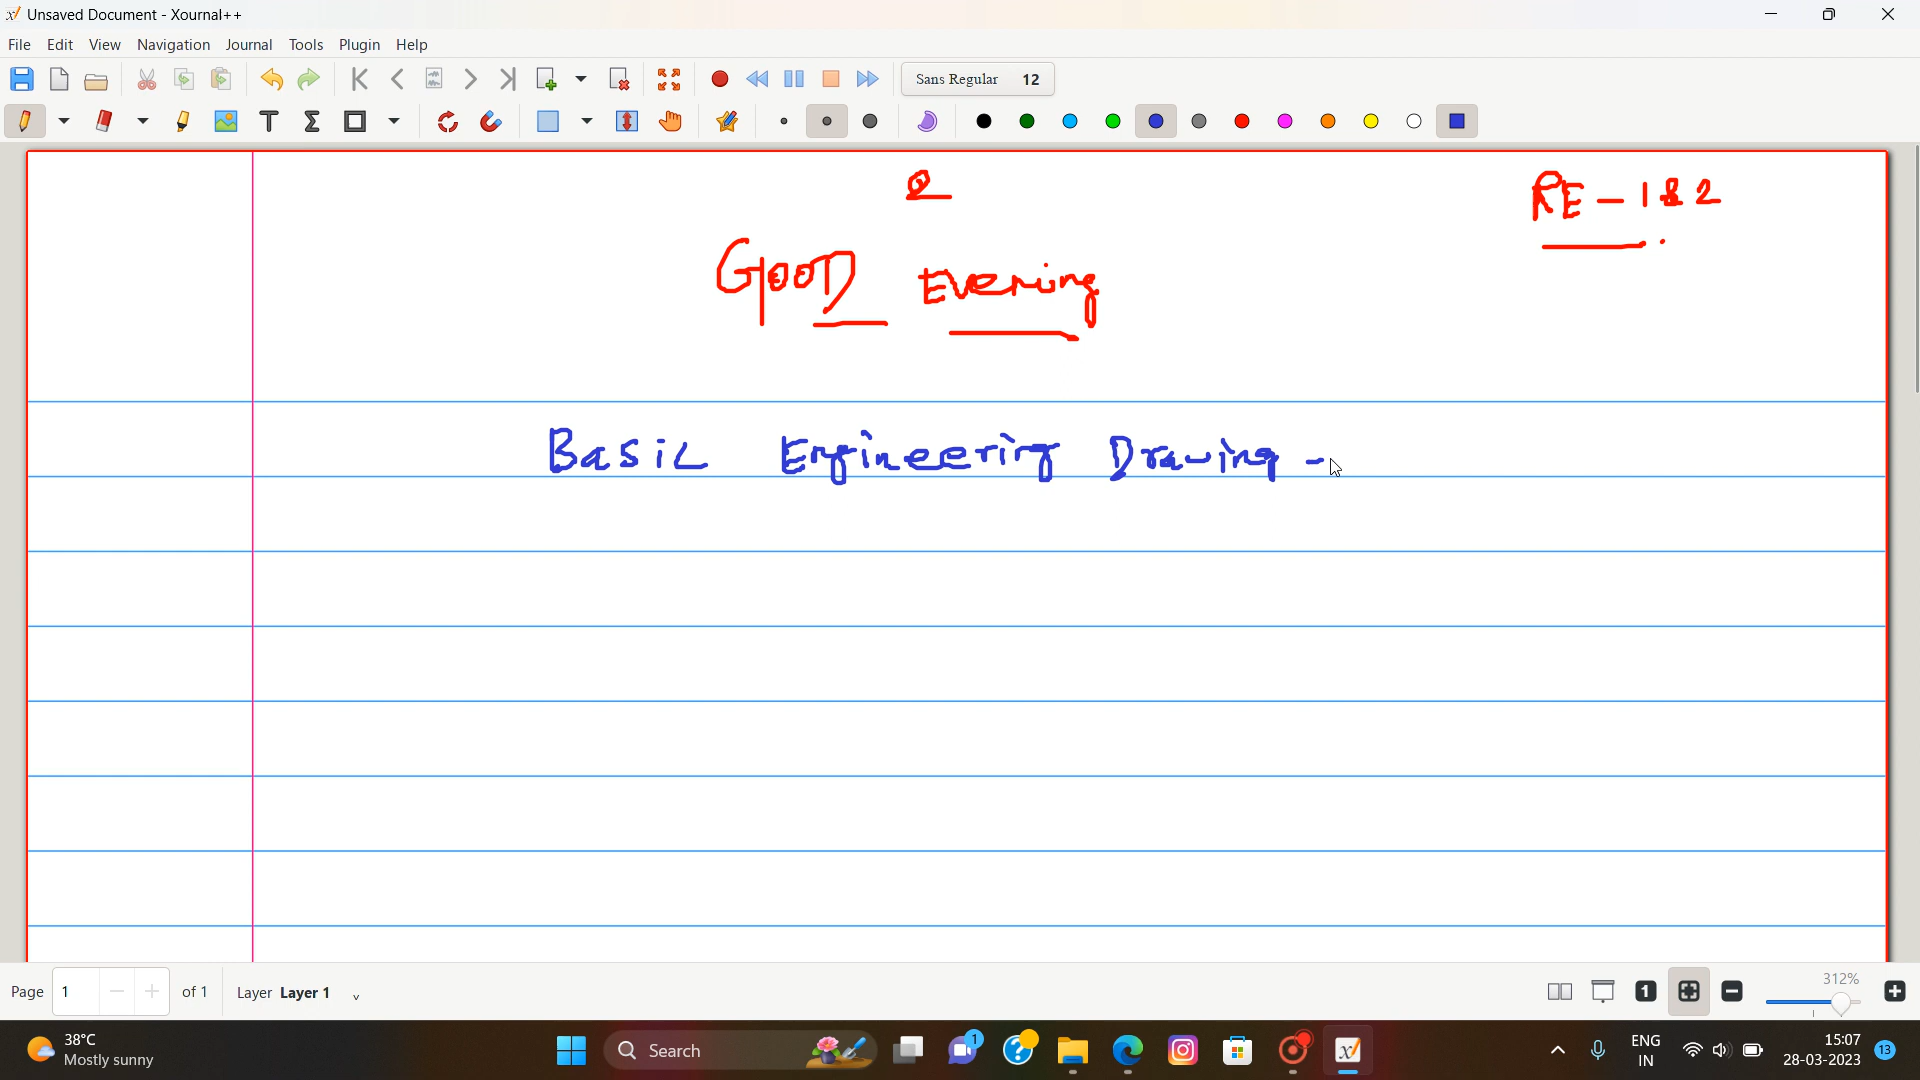 Unsaved Document - Xournal++
File Edit View Navigation Journal Tools Plugin Help
Sans Regular 12
RE - 1 & 2
GOOD Evening
Basic Engineering Drawing -
Page 1 of 1 Layer Layer 1
312%
38°C
Mostly sunny
Search
1
ENG
IN
15:07
28-03-2023
13